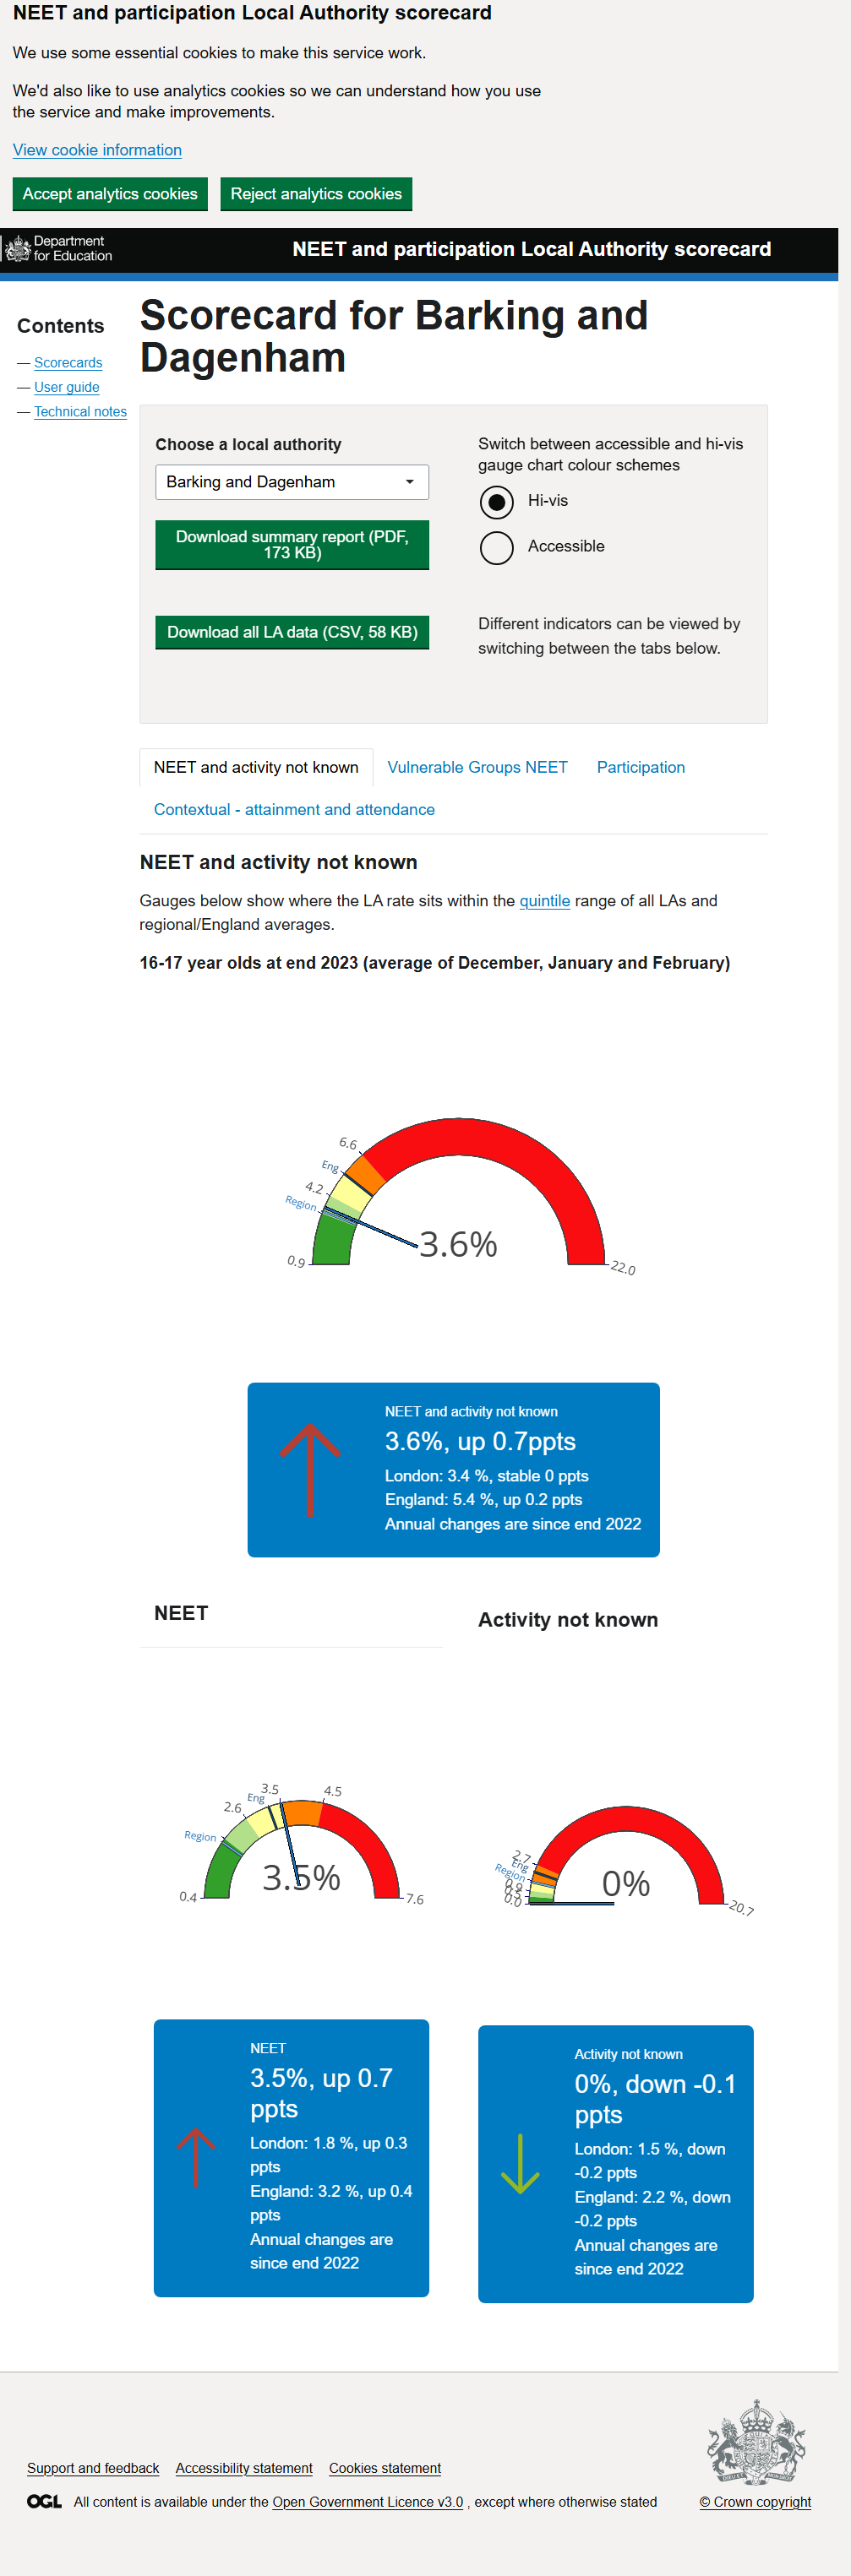 NEET and participation Local Authority scorecard
We use some essential cookies to make this service work.
We'd also like to use analytics cookies so we can understand how you use
the service and make improvements.
View cookie information
Accept analytics cookies
Reject analytics cookies
Department
for Education
NEET and participation Local Authority scorecard
Contents
— Scorecards
— User guide
— Technical notes
Scorecard for Barking and
Dagenham
Choose a local authority
Barking and Dagenham
Download summary report (PDF,
173 KB)
Download all LA data (CSV, 58 KB)
Switch between accessible and hi-vis
gauge chart colour schemes
Hi-vis
Accessible
Different indicators can be viewed by
switching between the tabs below.
NEET and activity not known
Vulnerable Groups NEET
Participation
Contextual - attainment and attendance
NEET and activity not known
Gauges below show where the LA rate sits within the quintile range of all LAs and
regional/England averages.
16-17 year olds at end 2023 (average of December, January and February)
6.6
Eng
4.2
Region
0.9
3.6%
22.0
NEET and activity not known
3.6%, up 0.7ppts
London: 3.4 %, stable 0 ppts
England: 5.4 %, up 0.2 ppts
Annual changes are since end 2022
NEET
3.5
4.5
Eng
2.6
Region
0.4
3.5%
7.6
NEET
3.5%, up 0.7
ppts
London: 1.8 %, up 0.3
ppts
England: 3.2 %, up 0.4
ppts
Annual changes are
since end 2022
Activity not known
2.7
Eng
Region
0.9
0.0
0%
20.7
Activity not known
0%, down -0.1
ppts
London: 1.5 %, down
-0.2 ppts
England: 2.2 %, down
-0.2 ppts
Annual changes are
since end 2022
Support and feedback
Accessibility statement
Cookies statement
OGL
All content is available under the Open Government Licence v3.0 , except where otherwise stated
© Crown copyright